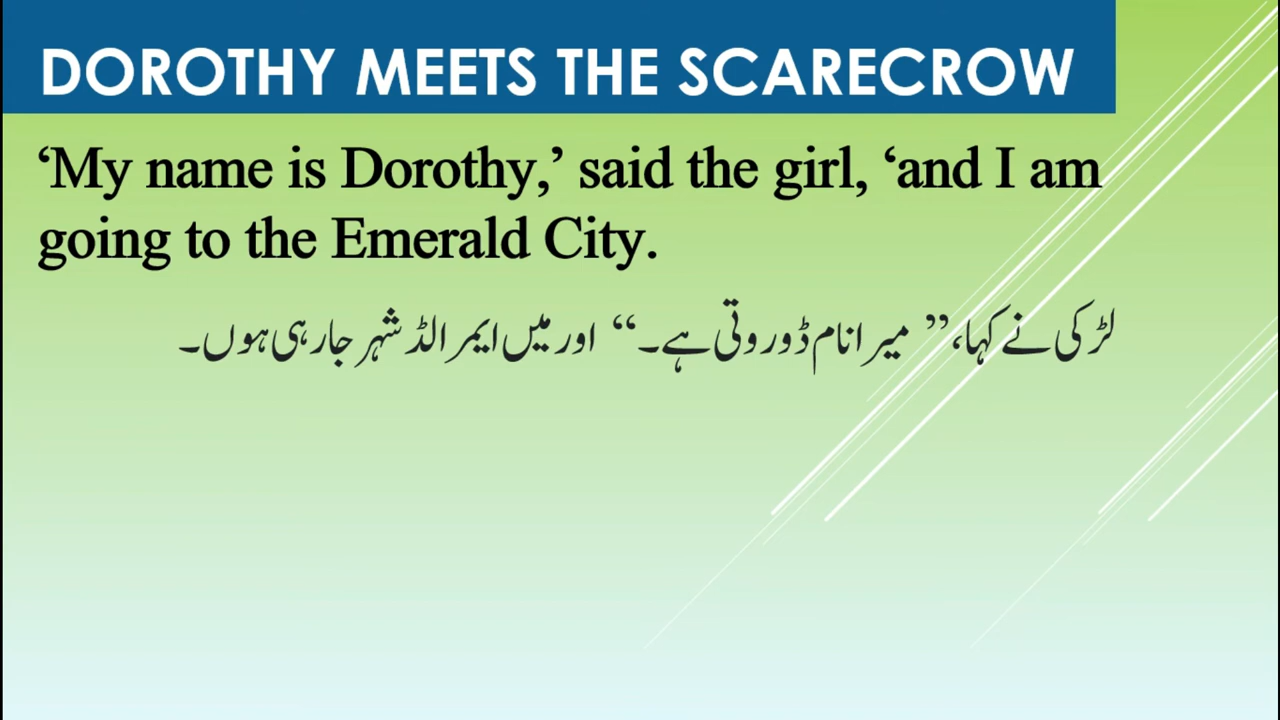 DOROTHY MEETS THE SCARECROW
‘My name is Dorothy,’ said the girl, ‘and I am
going to the Emerald City.
لڑکی نے کہا، ”میرا نام ڈوروتی ہے۔“ اور میں ایمرالڈ شہر جا رہی ہوں۔